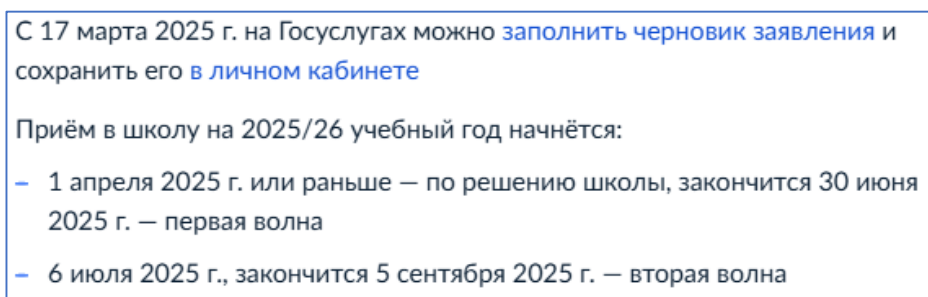 С 17 марта 2025 г. на Госуслугах можно заполнить черновик заявления и
сохранить его в личном кабинете
Приём в школу на 2025/26 учебный год начнётся:
– 1 апреля 2025 г. или раньше — по решению школы, закончится 30 июня
2025 г. — первая волна
– 6 июля 2025 г., закончится 5 сентября 2025 г. — вторая волна